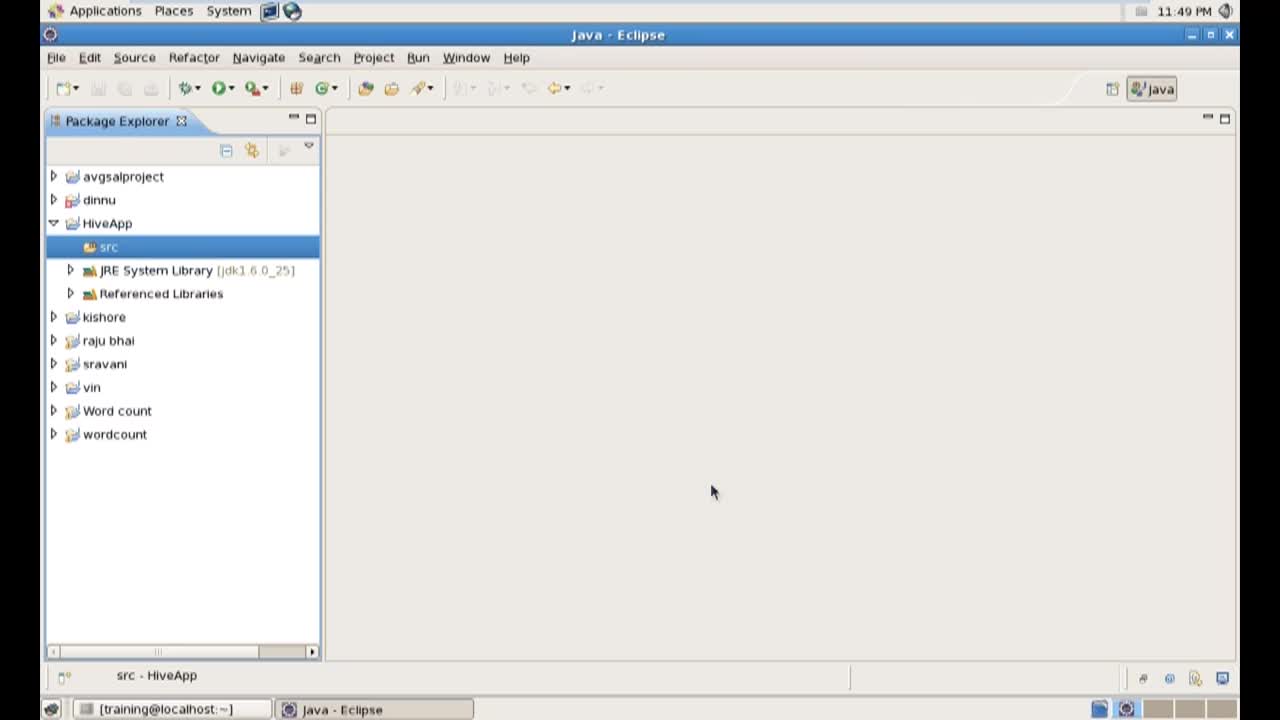 Applications Places System 11:49 PM
Java - Eclipse
File Edit Source Refactor Navigate Search Project Run Window Help
Java
Package Explorer
avgsalproject
dinnu
HiveApp
src
JRE System Library [jdk1.6.0_25]
Referenced Libraries
kishore
raju bhai
sravani
vin
Word count
wordcount
src - HiveApp
[training@localhost:~] Java - Eclipse